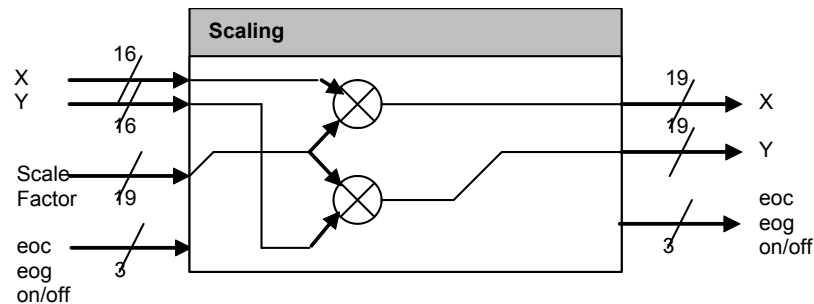 Scaling
16
X
Y
16
Scale
Factor
19
eoc
eog
on/off
3
19
X
19
Y
eoc
eog
on/off
3